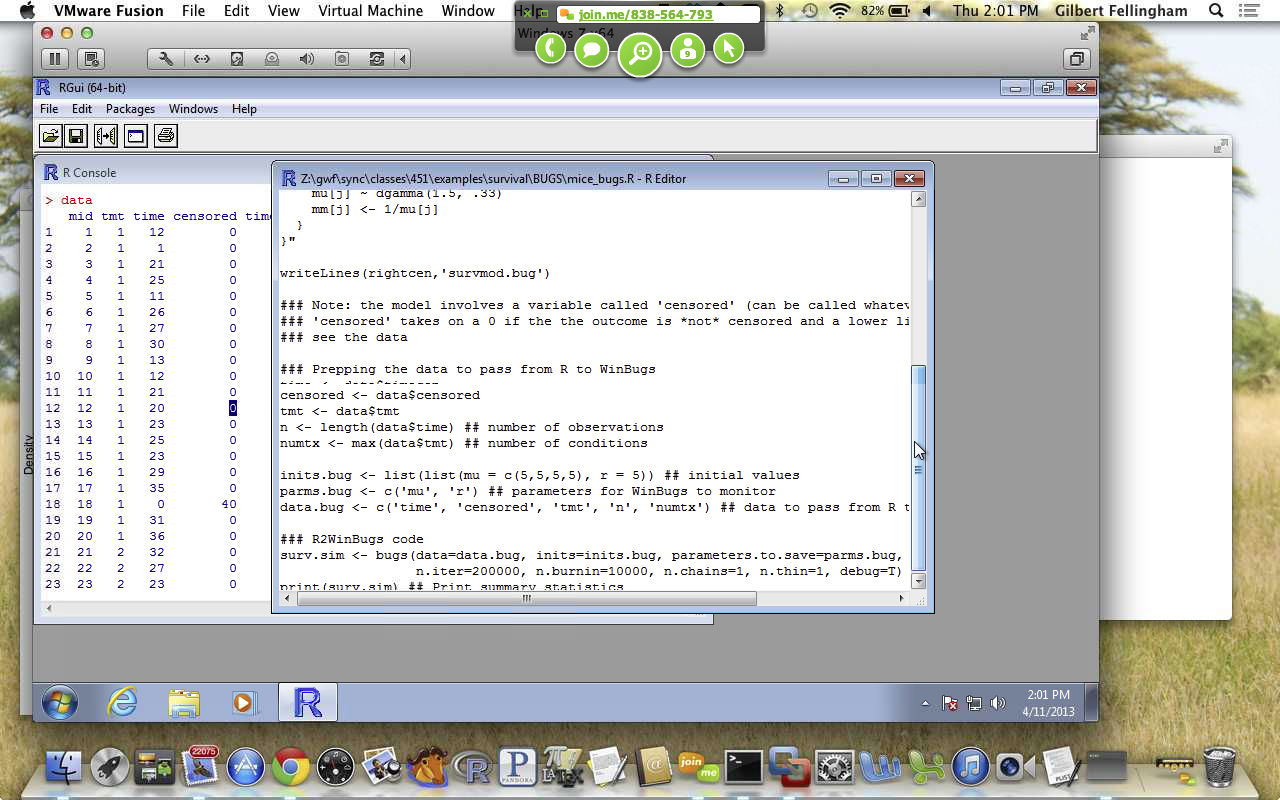 VMware Fusion File Edit View Virtual Machine Window Help 82% Thu 2:01 PM Gilbert Fellingham
join.me/838-564-793
Windows 7 x64
9
RGui (64-bit)
File Edit Packages Windows Help
R Console
> data
mid tmt time censored time
1 1 1 12 0
2 2 1 1 0
3 3 1 21 0
4 4 1 25 0
5 5 1 11 0
6 6 1 26 0
7 7 1 27 0
8 8 1 30 0
9 9 1 13 0
10 10 1 12 0
11 11 1 21 0
12 12 1 20 0
13 13 1 23 0
14 14 1 25 0
15 15 1 23 0
16 16 1 29 0
17 17 1 35 0
18 18 1 0 40
19 19 1 31 0
20 20 1 36 0
21 21 2 32 0
22 22 2 27 0
23 23 2 23 0
Density
Z:\gwf\sync\classes\451\examples\survival\BUGS\mice_bugs.R - R Editor
mu[j] ~ dgamma(1.5, .33)
mm[j] <- 1/mu[j]
}
}"
writeLines(rightcen,'survmod.bug')
### Note: the model involves a variable called 'censored' (can be called whatev
### 'censored' takes on a 0 if the the outcome is *not* censored and a lower li
### see the data
### Prepping the data to pass from R to WinBugs
censored <- data$censored
tmt <- data$tmt
n <- length(data$time) ## number of observations
numtx <- max(data$tmt) ## number of conditions
inits.bug <- list(list(mu = c(5,5,5,5), r = 5)) ## initial values
parms.bug <- c('mu', 'r') ## parameters for WinBugs to monitor
data.bug <- c('time', 'censored', 'tmt', 'n', 'numtx') ## data to pass from R t
### R2WinBugs code
surv.sim <- bugs(data=data.bug, inits=inits.bug, parameters.to.save=parms.bug,
n.iter=200000, n.burnin=10000, n.chains=1, n.thin=1, debug=T)
print(surv.sim) ## Print summary statistics
2:01 PM
4/11/2013
22075
PANDORA
LATEX
join me
PLIST